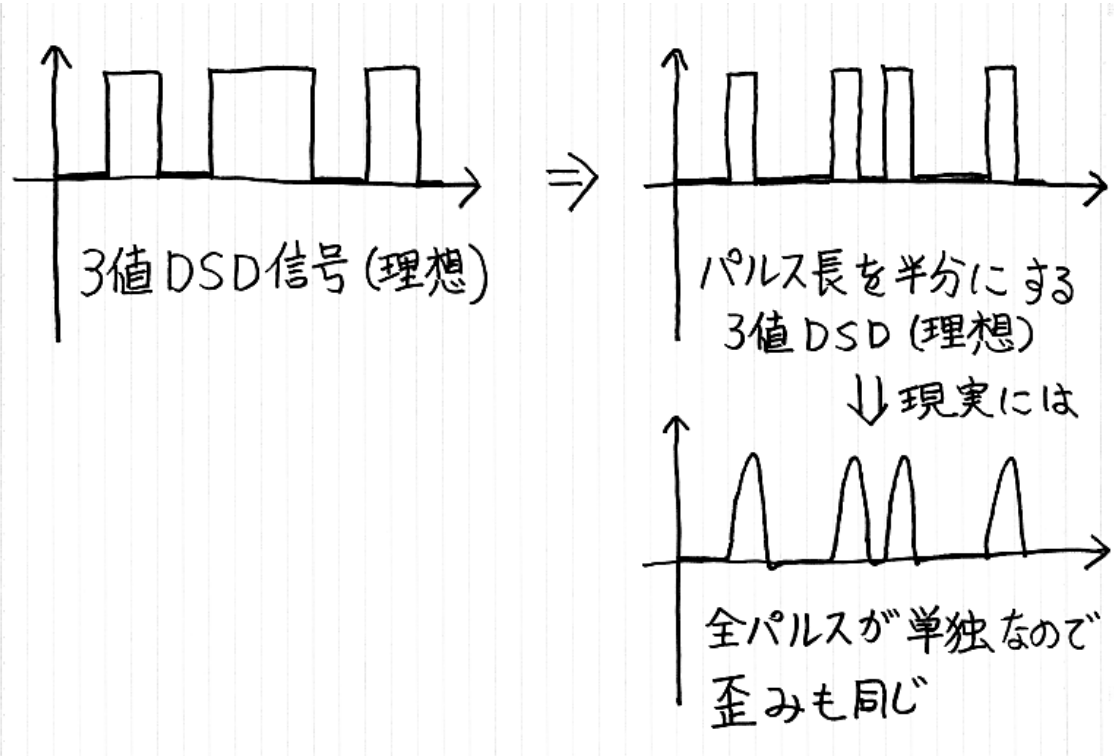 3値DSD信号(理想)
パルス長を半分にする
3値DSD(理想)
現実には
全パルスが単独なので
歪みも同じ